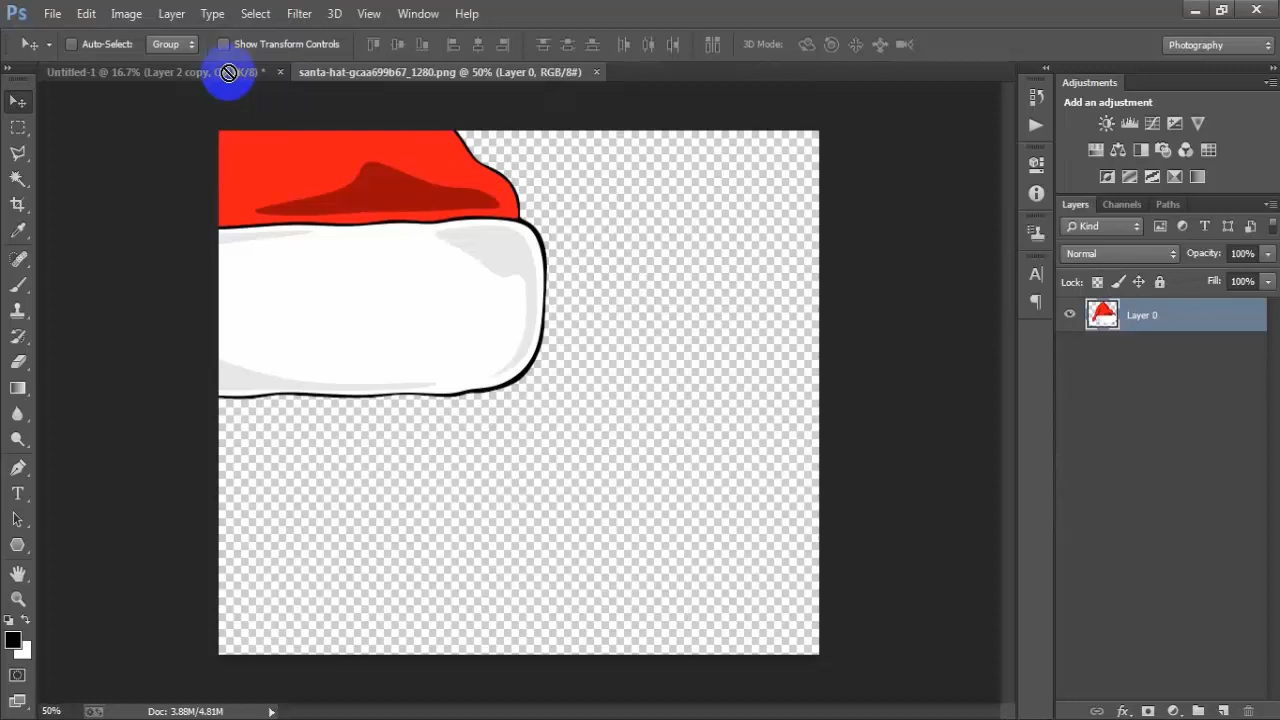 Ps File Edit Image Layer Type Select Filter 3D View Window Help
Auto-Select: Group Show Transform Controls 3D Mode: Photography
Untitled-1 @ 16.7% (Layer 2 copy, /8) * × santa-hat-gcaa699b67_1280.png @ 50% (Layer 0, RGB/8#) ×
Adjustments
Add an adjustment
Layers Channels Paths
Kind
Normal Opacity: 100%
Lock: Fill: 100%
Layer 0
50% Doc: 3.88M/4.81M